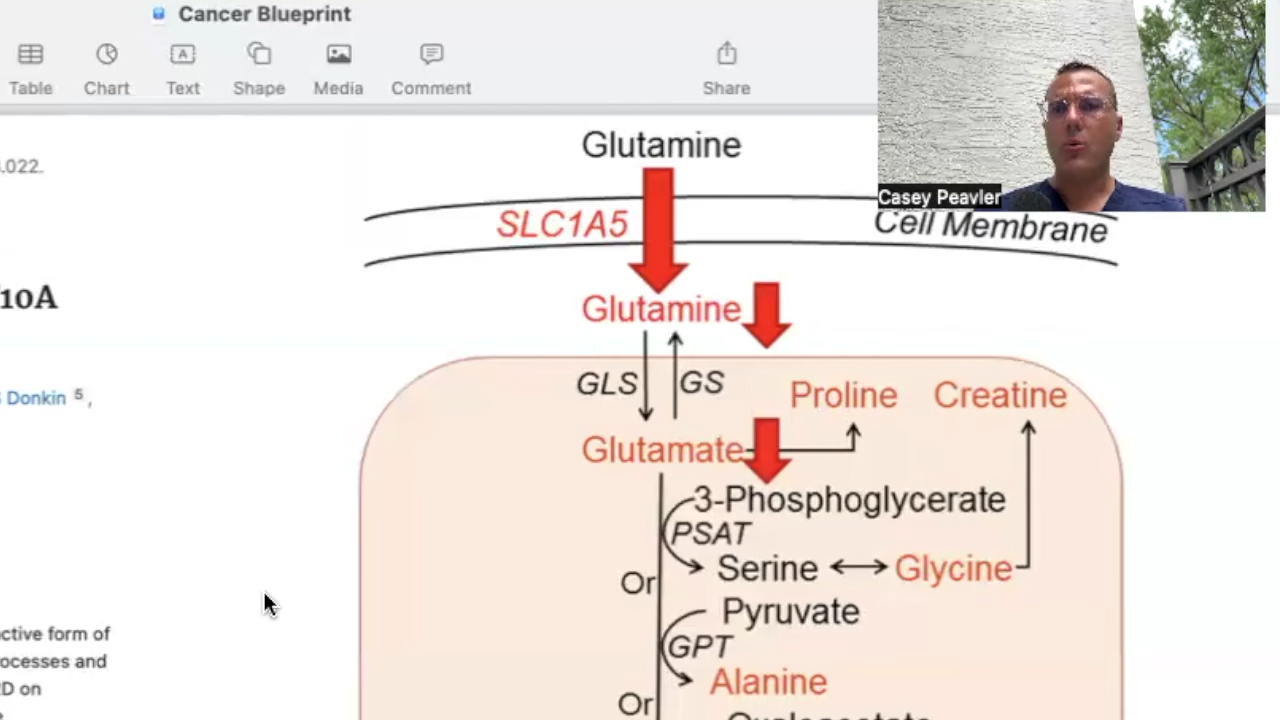 Cancer Blueprint
Table Chart Text Shape Media Comment Share
Casey Peavler
,022.
10A
Donkin 5 ,
ctive form of
ocesses and
D on
Glutamine
SLC1A5
Cell Membrane
Glutamine
GLS GS
Proline Creatine
Glutamate
3-Phosphoglycerate
PSAT
Or
Serine Glycine
Pyruvate
GPT
Alanine
Or